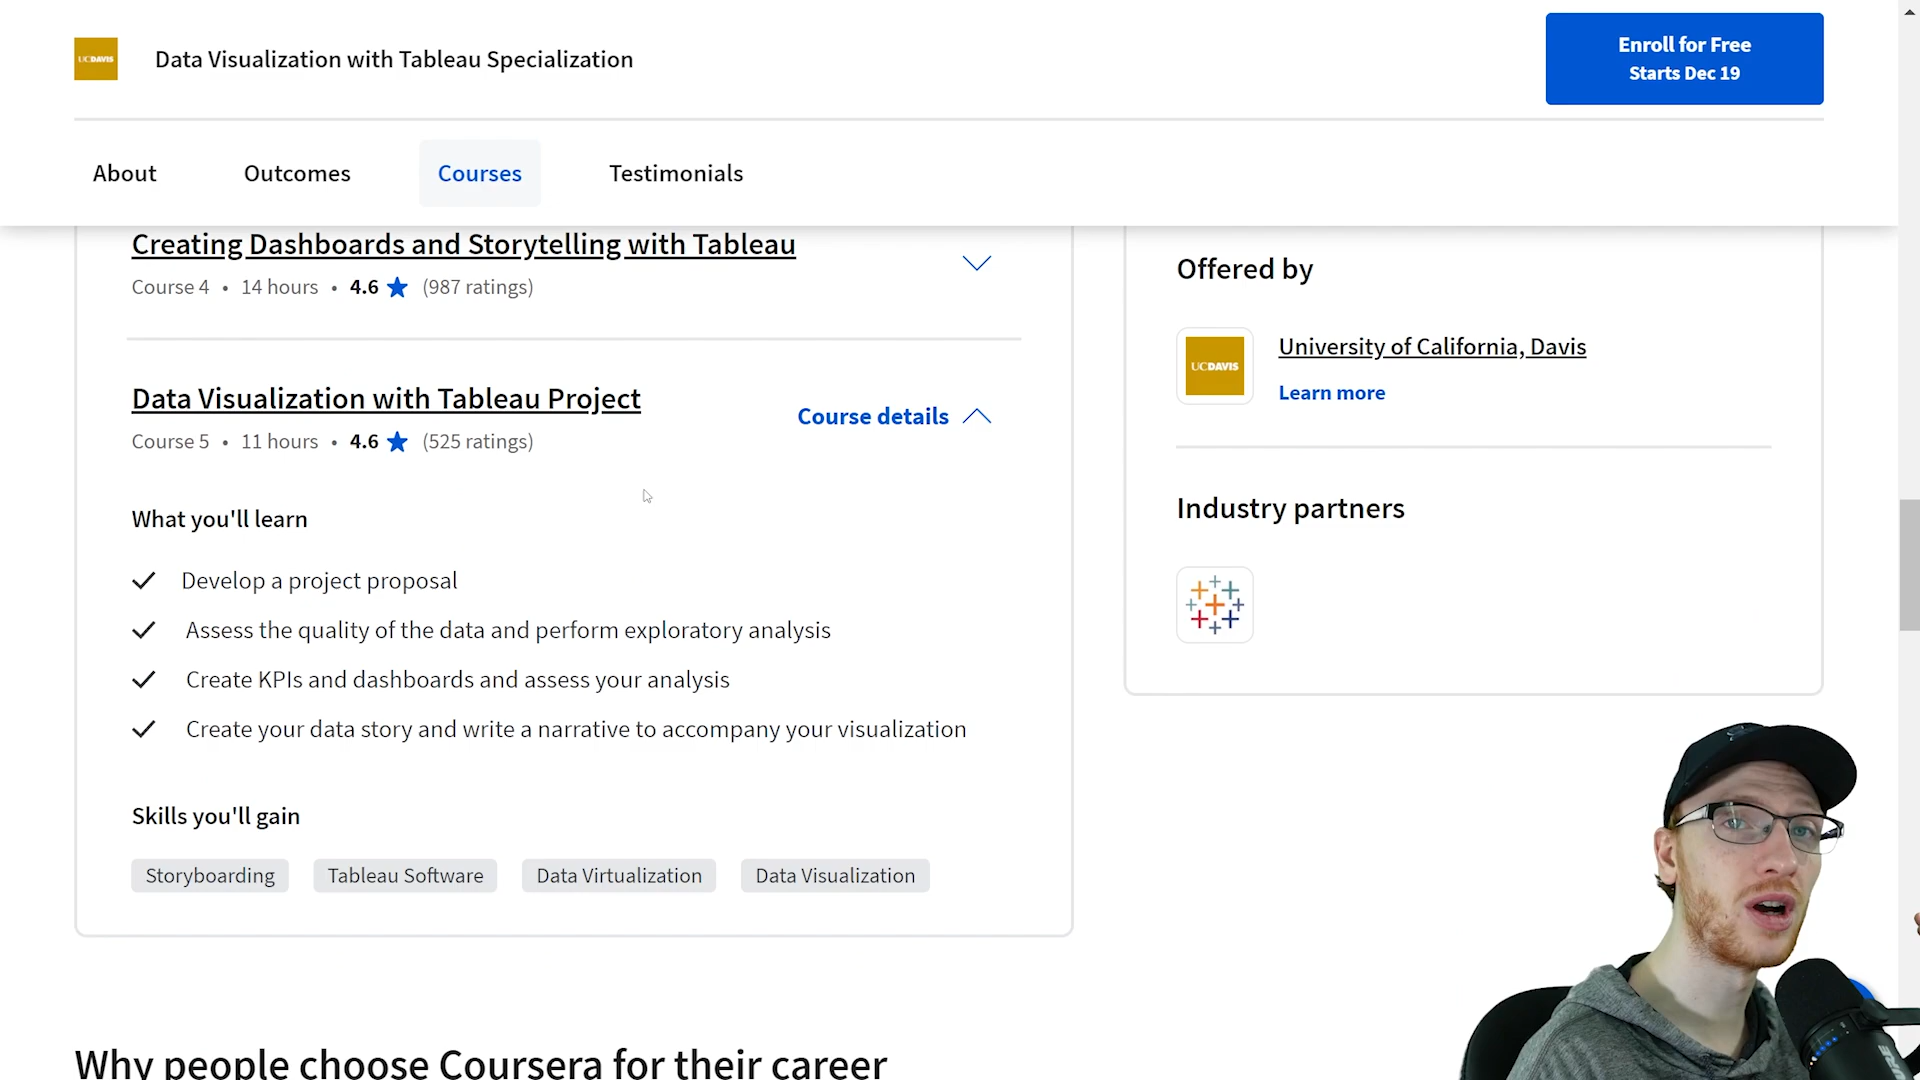 UCDAVIS
Data Visualization with Tableau Specialization
Enroll for Free
Starts Dec 19
About
Outcomes
Courses
Testimonials
Creating Dashboards and Storytelling with Tableau
Course 4 • 14 hours • 4.6 ★ (987 ratings)
Data Visualization with Tableau Project
Course details
Course 5 • 11 hours • 4.6 ★ (525 ratings)
What you'll learn
Develop a project proposal
Assess the quality of the data and perform exploratory analysis
Create KPIs and dashboards and assess your analysis
Create your data story and write a narrative to accompany your visualization
Skills you'll gain
Storyboarding
Tableau Software
Data Virtualization
Data Visualization
Offered by
UCDAVIS
University of California, Davis
Learn more
Industry partners
Why people choose Coursera for their career